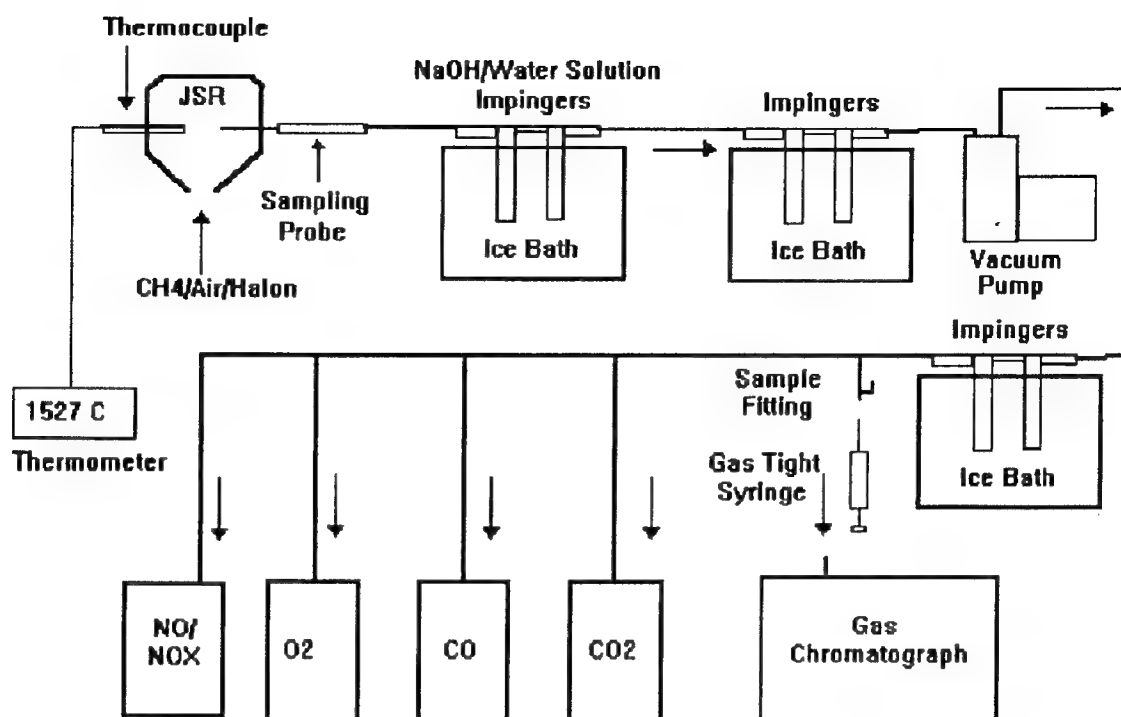 Thermocouple
JSR
NaOH/Water Solution
Impingers
Impingers
Sampling
Probe
Ice Bath
Ice Bath
Vacuum
Pump
CH4/Air/Halon
Impingers
Sample
Fitting
1527 C
Thermometer
Gas Tight
Syringe
Ice Bath
NO/
NOX
O2
CO
CO2
Gas
Chromatograph